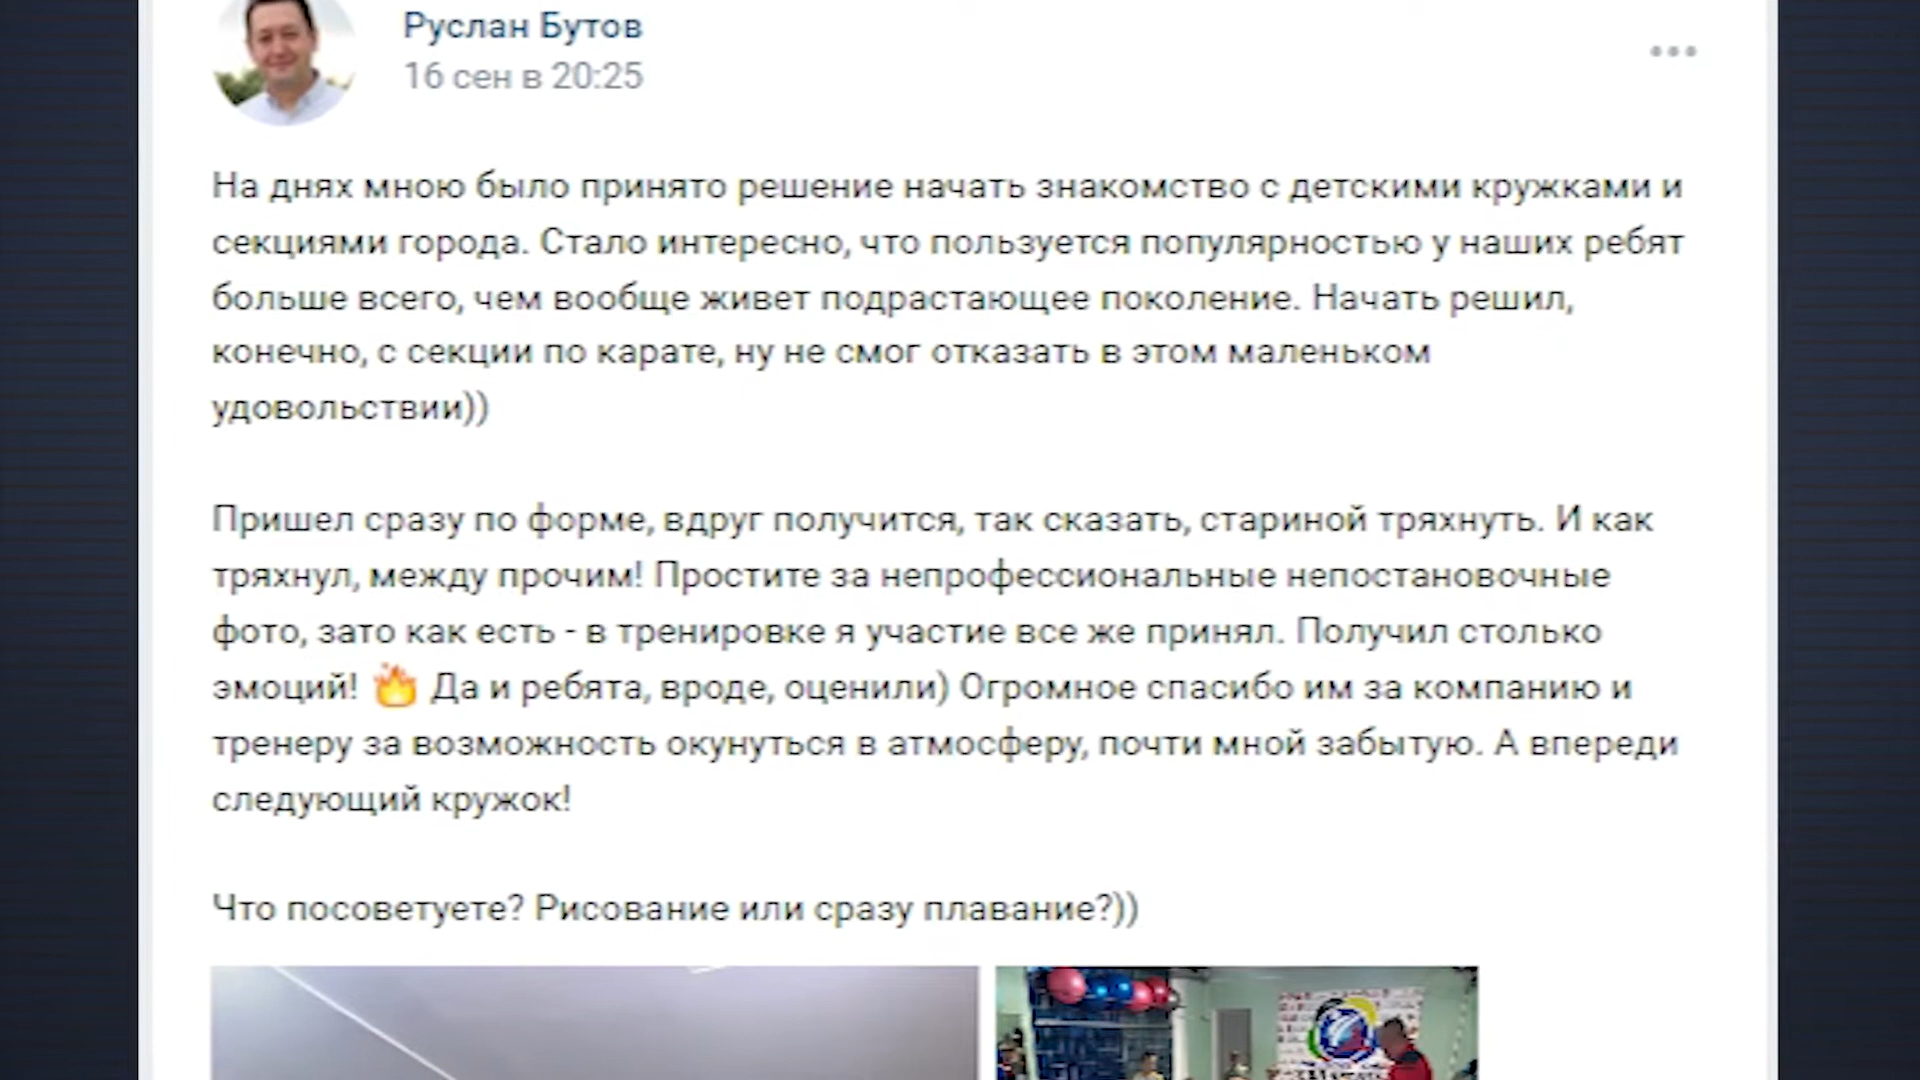 Руслан Бутов
16 сен в 20:25
На днях мною было принято решение начать знакомство с детскими кружками и
секциями города. Стало интересно, что пользуется популярностью у наших ребят
больше всего, чем вообще живет подрастающее поколение. Начать решил,
конечно, с секции по карате, ну не смог отказать в этом маленьком
удовольствии))
Пришел сразу по форме, вдруг получится, так сказать, стариной тряхнуть. И как
тряхнул, между прочим! Простите за непрофессиональные непостановочные
фото, зато как есть - в тренировке я участие все же принял. Получил столько
эмоций! 🔥 Да и ребята, вроде, оценили) Огромное спасибо им за компанию и
тренеру за возможность окунуться в атмосферу, почти мной забытую. А впереди
следующий кружок!
Что посоветуете? Рисование или сразу плавание?))